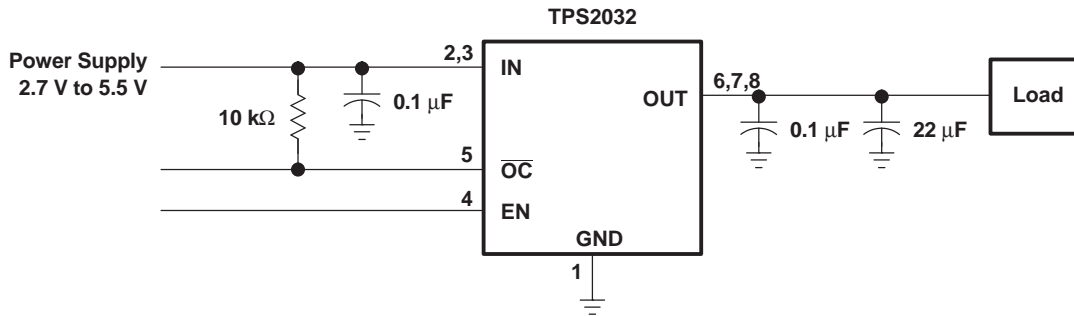 TPS2032
Power Supply
2.7 V to 5.5 V
2,3
IN
10 kΩ
0.1 μF
5
O̅C̅
4
EN
GND
1
OUT
6,7,8
0.1 μF
22 μF
Load